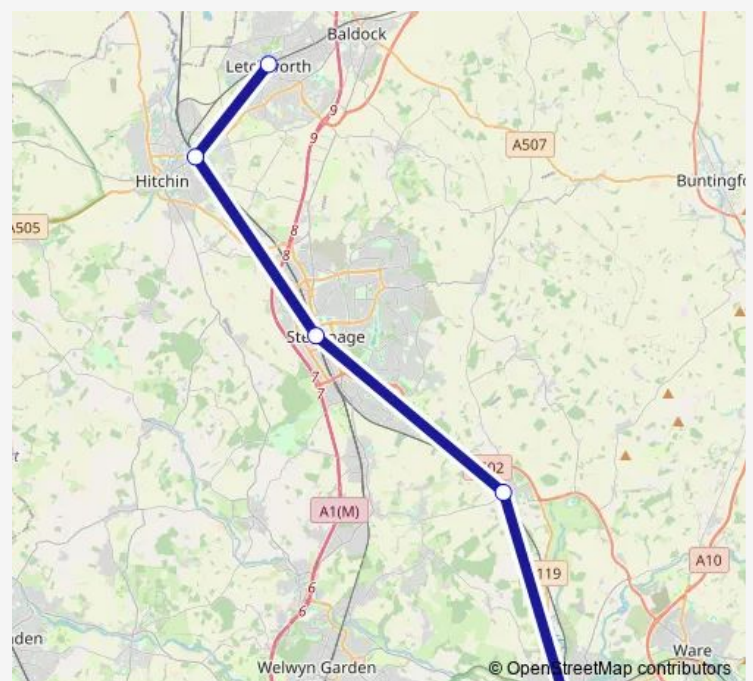 Baldock
9
9
A507
Hitchin
Buntingf
A505
8
8
7
7
A1(M)
119
A10
6
6
Ware
Welwyn Garden
© OpenStreetMap contributors